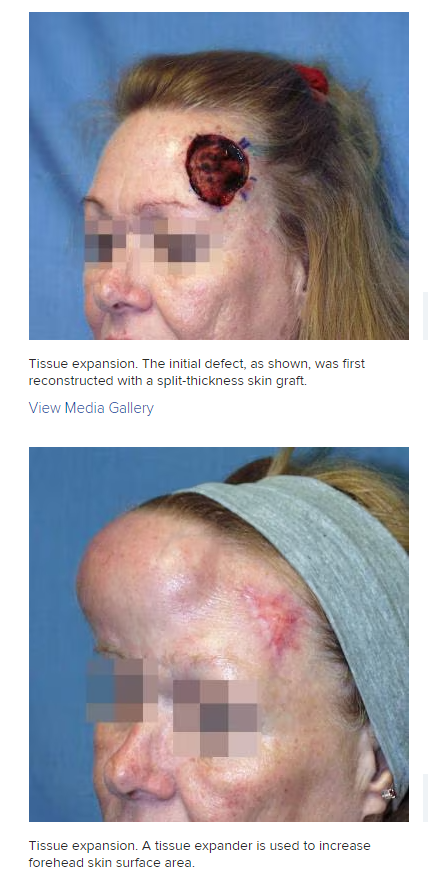 Tissue expansion. The initial defect, as shown, was first
reconstructed with a split-thickness skin graft.
View Media Gallery
Tissue expansion. A tissue expander is used to increase
forehead skin surface area.